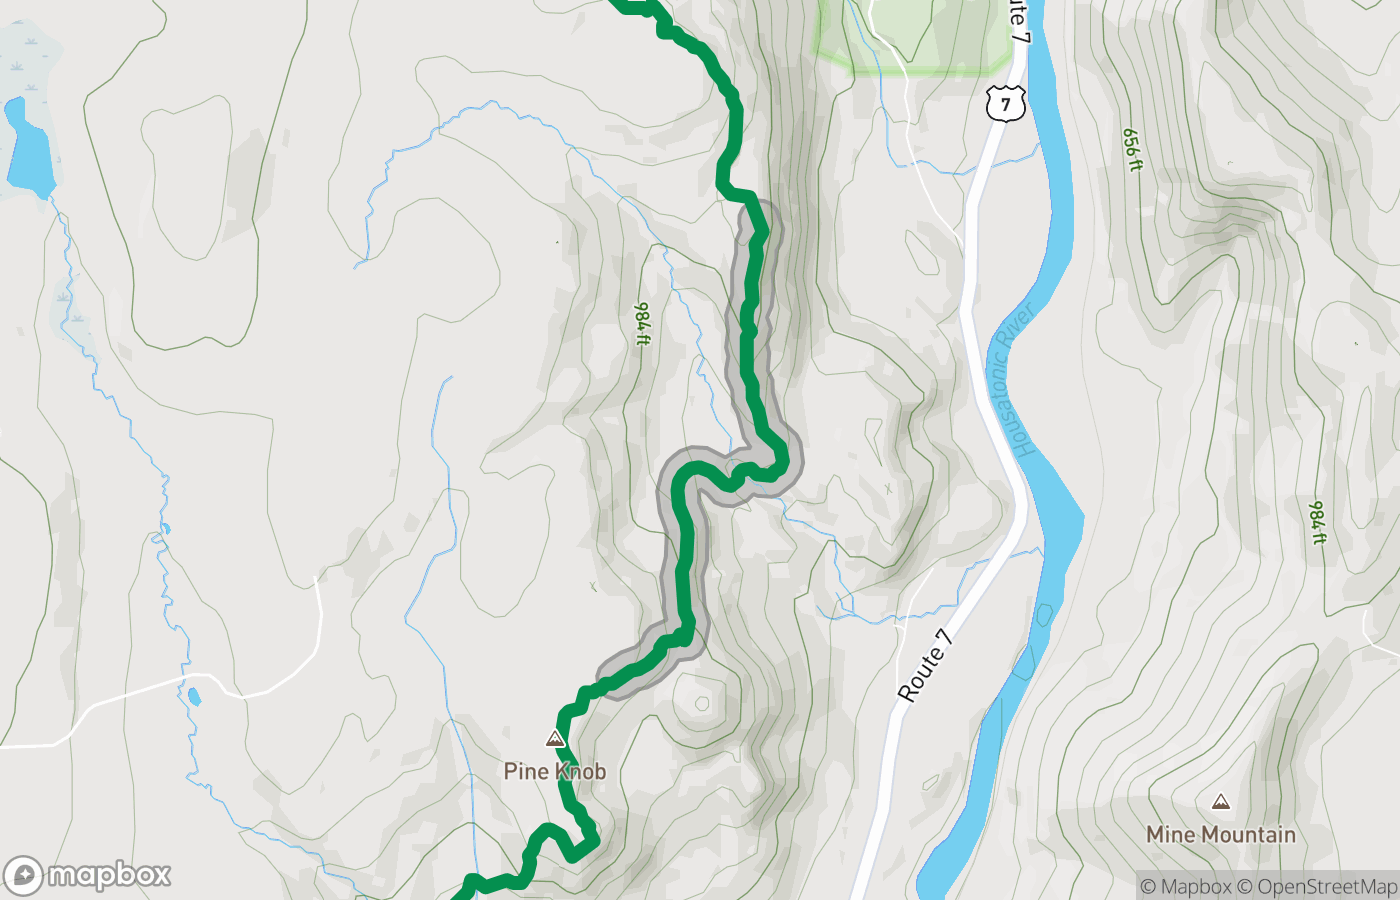 ute 7
7
656 ft
984 ft
Housatonic River
984 ft
Route 7
Pine Knob
Mine Mountain
mapbox
© Mapbox © OpenStreetMap